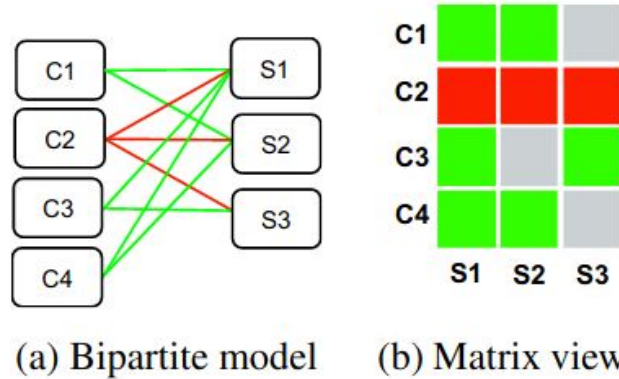 C1
C2
C3
C4
S1
S2
S3
(a) Bipartite model
C1
C2
C3
C4
S1 S2 S3
(b) Matrix view